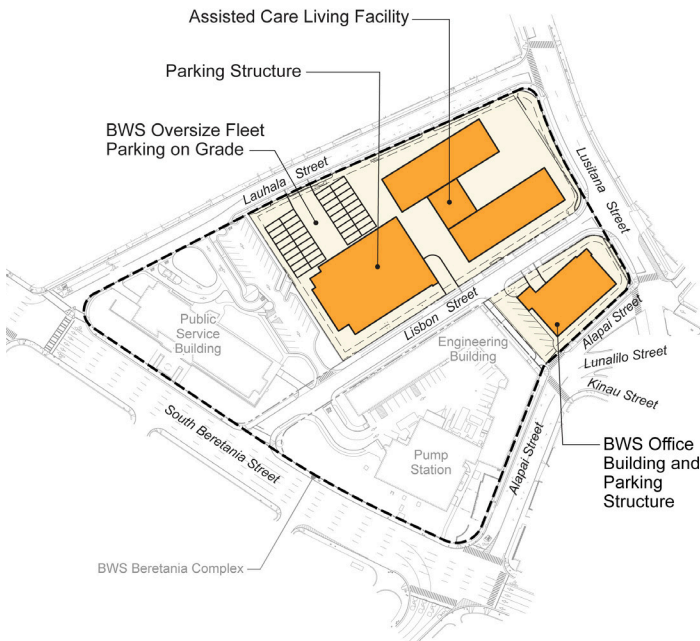 Assisted Care Living Facility
Parking Structure
BWS Oversize Fleet
Parking on Grade
Lauhala Street
Lusitana Street
Public
Service
Building
Lisbon Street
Engineering
Building
Alapai Street
Lunalilo Street
Kinau Street
South Beretania Street
Pump
Station
Alapai Street
BWS Office
Building and
Parking
Structure
BWS Beretania Complex